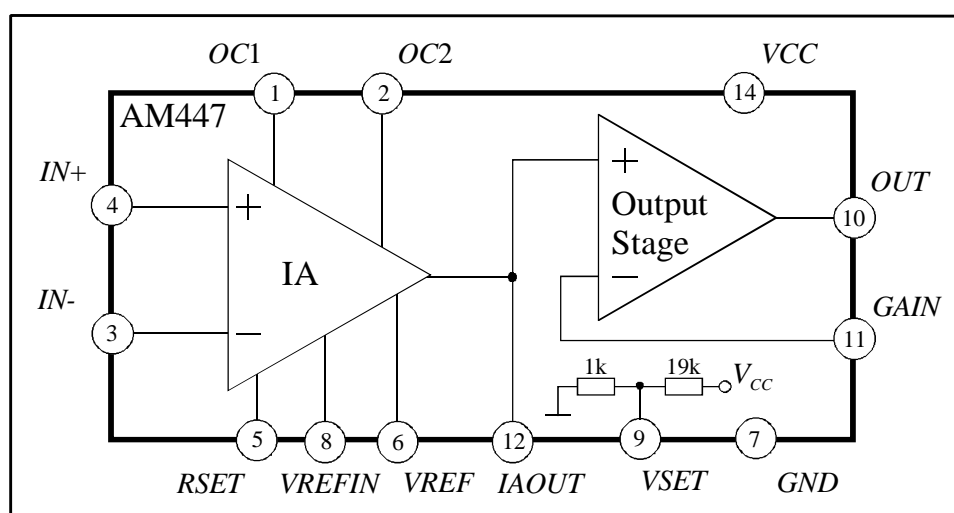 OC1 OC2 VCC
1 2 14
AM447
IN+ OUT
4 + + Output 10
Stage
IA
IN- − GAIN
3 − 11
1k 19k VCC
5 8 6 12 9 7
RSET VREFIN VREF IAOUT VSET GND